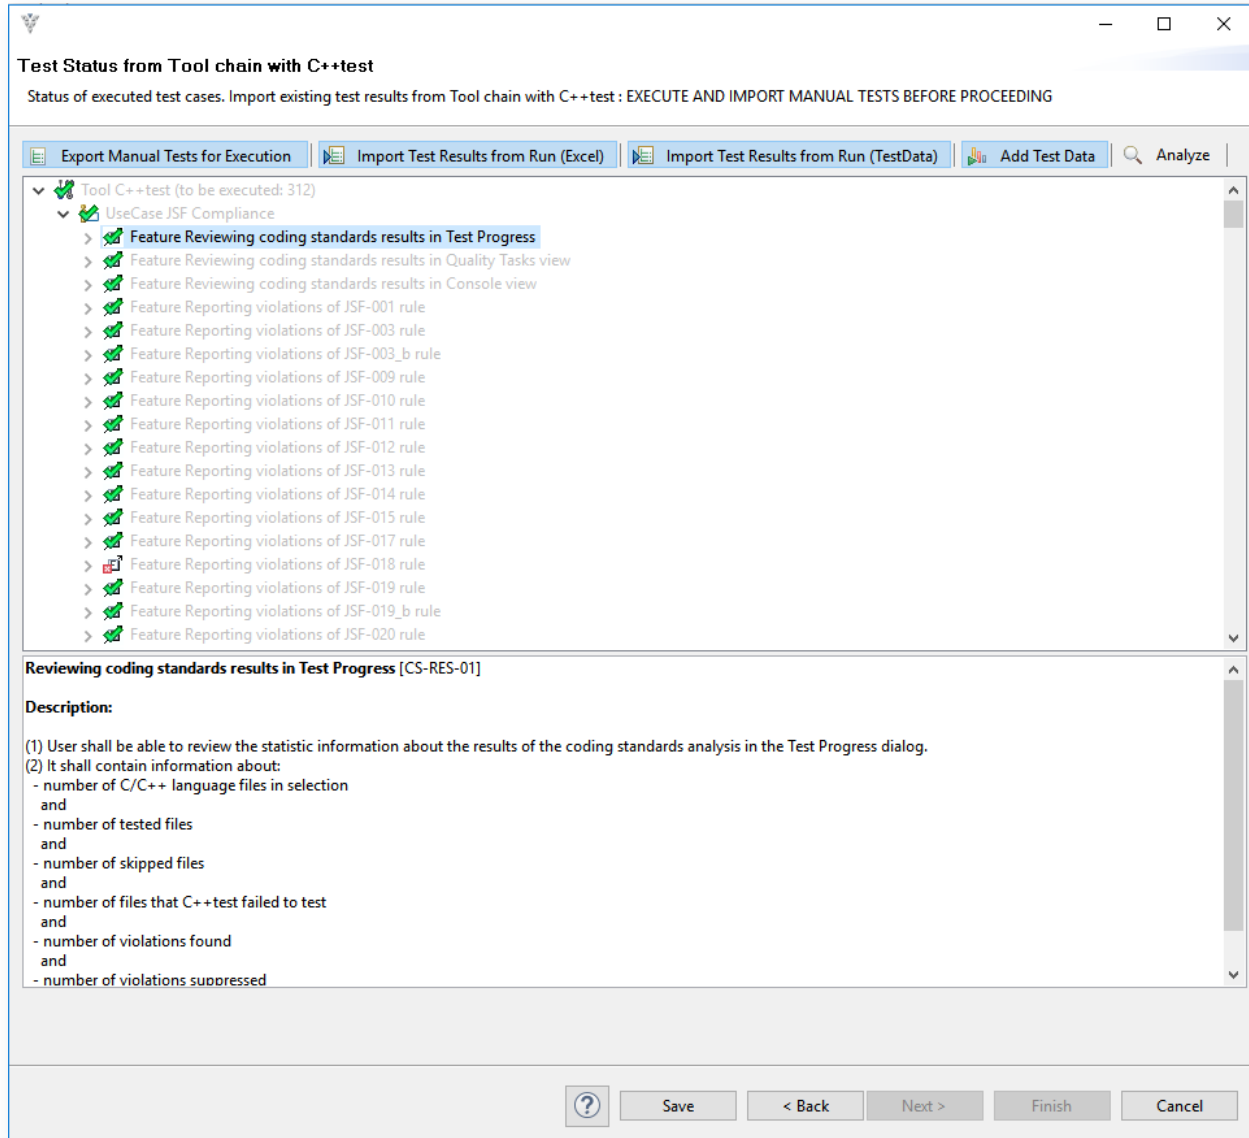 Test Status from Tool chain with C++test
Status of executed test cases. Import existing test results from Tool chain with C++test : EXECUTE AND IMPORT MANUAL TESTS BEFORE PROCEEDING
Export Manual Tests for Execution Import Test Results from Run (Excel) Import Test Results from Run (TestData) Add Test Data Analyze
Tool C++test (to be executed: 312)
UseCase JSF Compliance
Feature Reviewing coding standards results in Test Progress
Feature Reviewing coding standards results in Quality Tasks view
Feature Reviewing coding standards results in Console view
Feature Reporting violations of JSF-001 rule
Feature Reporting violations of JSF-003 rule
Feature Reporting violations of JSF-003_b rule
Feature Reporting violations of JSF-009 rule
Feature Reporting violations of JSF-010 rule
Feature Reporting violations of JSF-011 rule
Feature Reporting violations of JSF-012 rule
Feature Reporting violations of JSF-013 rule
Feature Reporting violations of JSF-014 rule
Feature Reporting violations of JSF-015 rule
Feature Reporting violations of JSF-017 rule
Feature Reporting violations of JSF-018 rule
Feature Reporting violations of JSF-019 rule
Feature Reporting violations of JSF-019_b rule
Feature Reporting violations of JSF-020 rule
Reviewing coding standards results in Test Progress [CS-RES-01]
Description:
(1) User shall be able to review the statistic information about the results of the coding standards analysis in the Test Progress dialog.
(2) It shall contain information about:
- number of C/C++ language files in selection
and
- number of tested files
and
- number of skipped files
and
- number of files that C++test failed to test
and
- number of violations found
and
- number of violations suppressed
? Save < Back Next > Finish Cancel